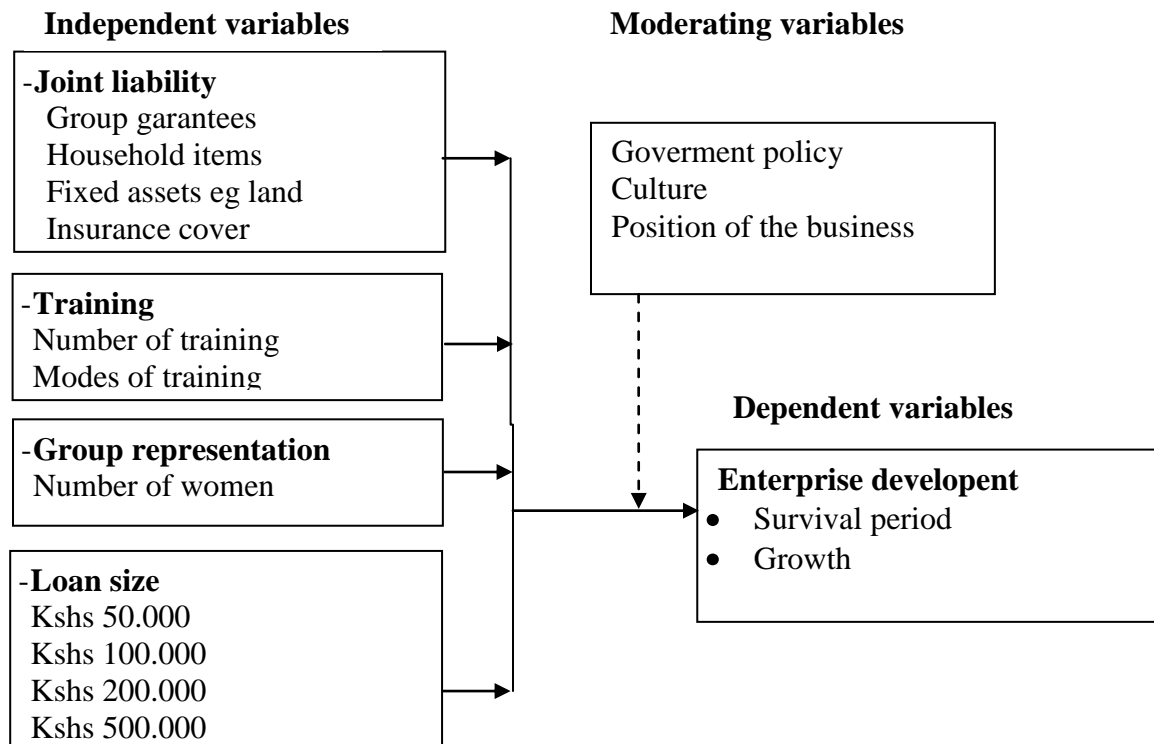 Independent variables
-Joint liability
Group garantees
Household items
Fixed assets eg land
Insurance cover
-Training
Number of training
Modes of training
-Group representation
Number of women
-Loan size
Kshs 50.000
Kshs 100.000
Kshs 200.000
Kshs 500.000
Moderating variables
Goverment policy
Culture
Position of the business
Dependent variables
Enterprise developent
• Survival period
• Growth